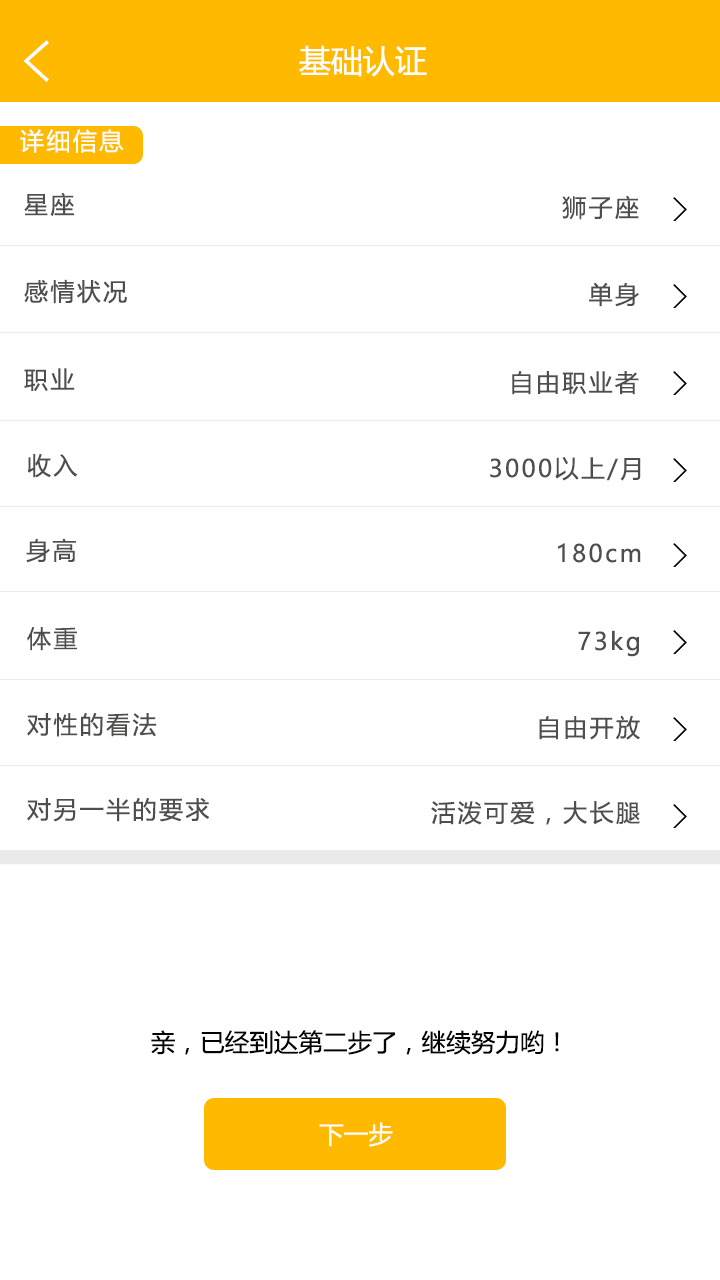 基础认证
详细信息
星座 狮子座
感情状况 单身
职业 自由职业者
收入 3000以上/月
身高 180cm
体重 73kg
对性的看法 自由开放
对另一半的要求 活泼可爱，大长腿
亲，已经到达第二步了，继续努力哟！
下一步